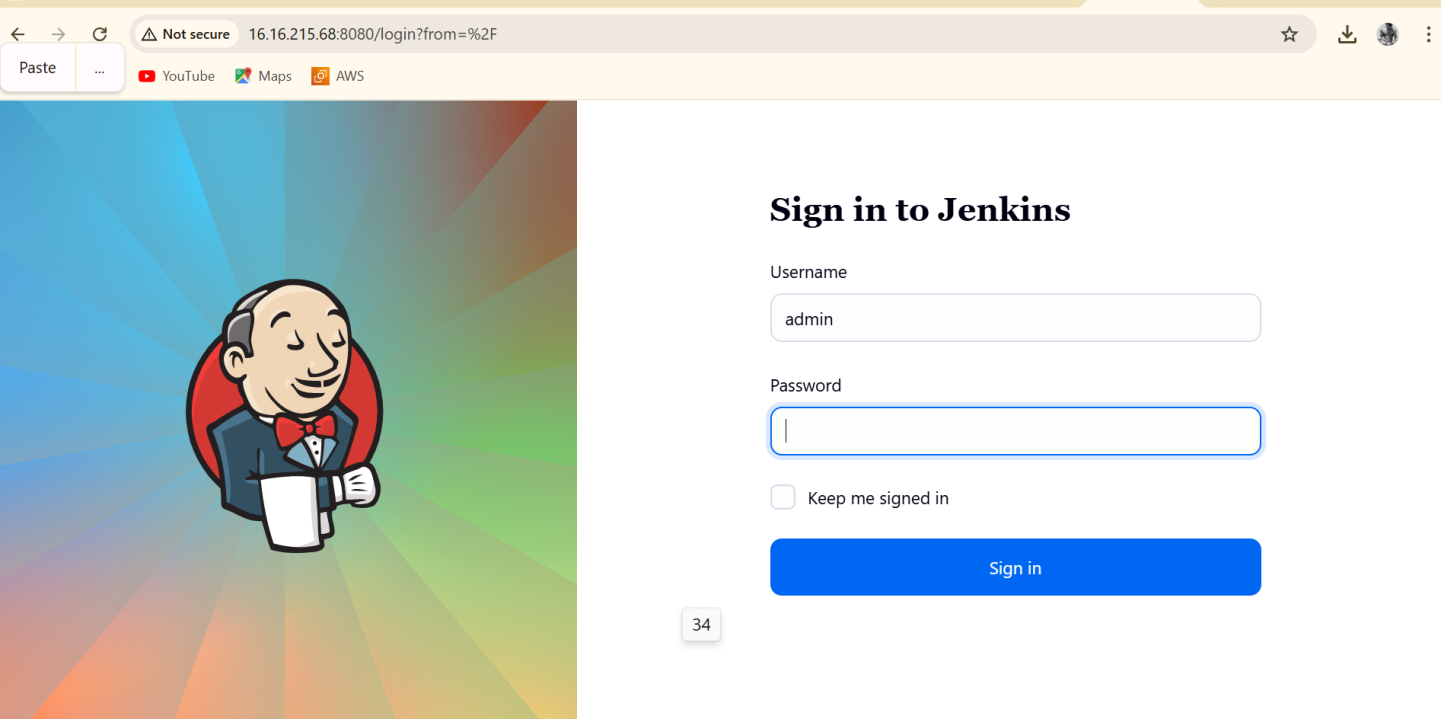 Not secure 16.16.215.68:8080/login?from=%2F
Paste ...
YouTube Maps AWS
Sign in to Jenkins
Username
admin
Password
Keep me signed in
Sign in
34